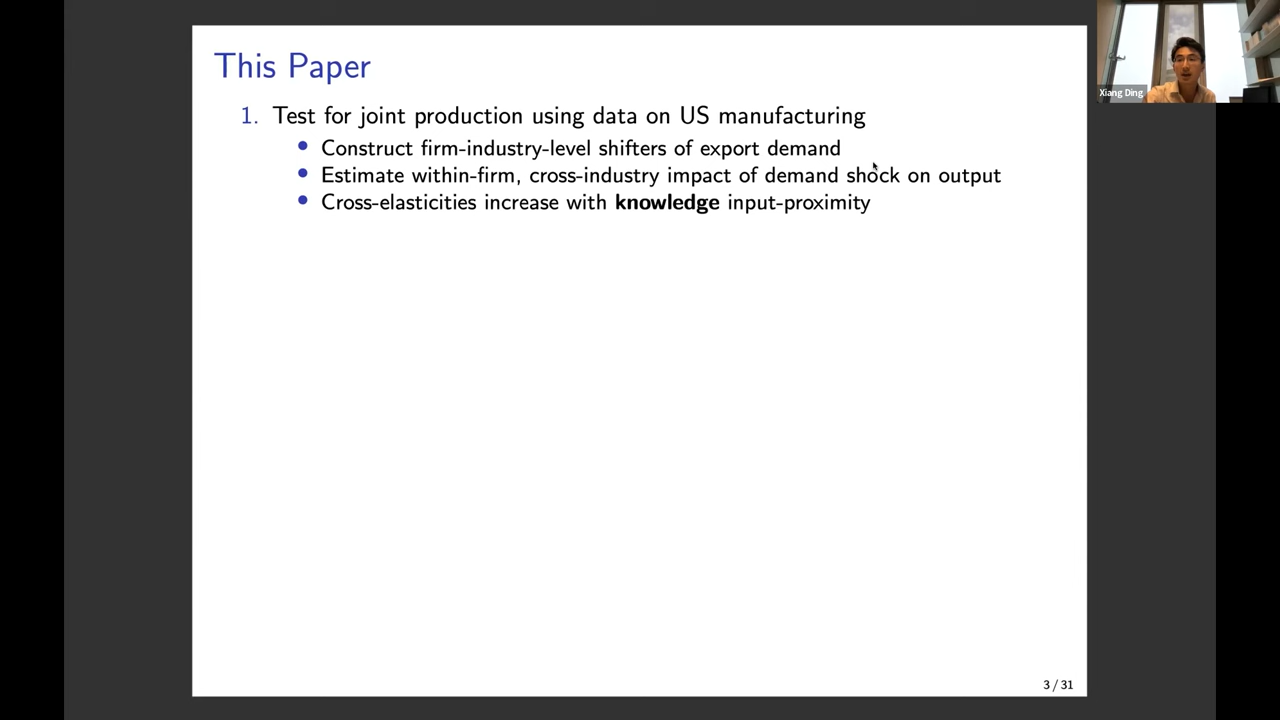 This Paper
1. Test for joint production using data on US manufacturing
• Construct firm-industry-level shifters of export demand
• Estimate within-firm, cross-industry impact of demand shock on output
• Cross-elasticities increase with knowledge input-proximity
3 / 31
Xiang Ding